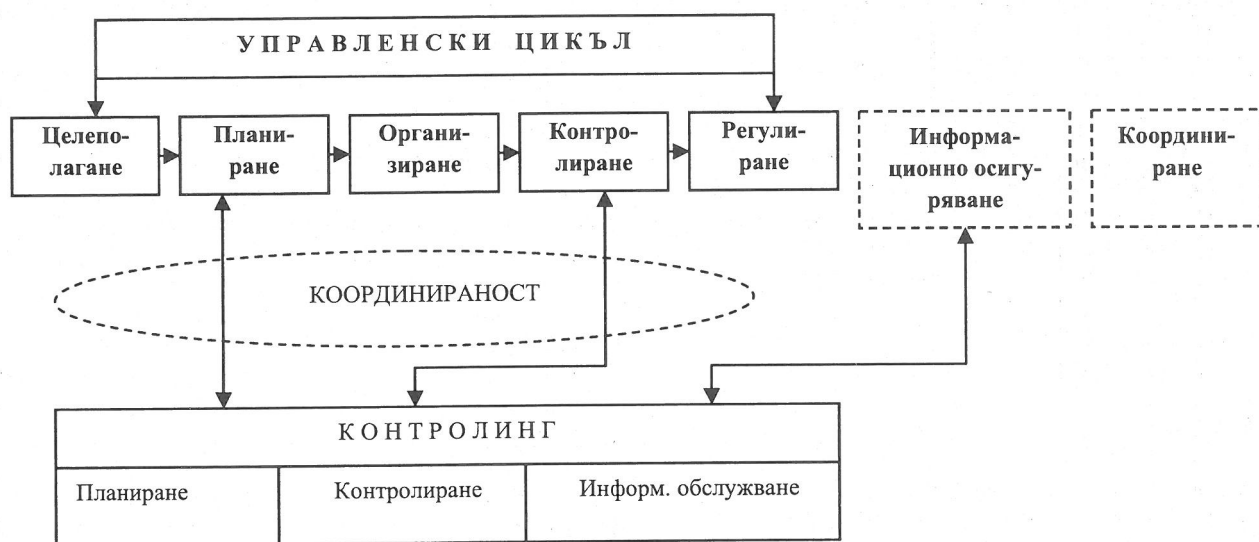 УПРАВЛЕНСКИ ЦИКЪЛ
Целепо-
лагане
Плани-
ране
Органи-
зиране
Контро-
лиране
Регули-
ране
Информа-
ционно осигу-
ряване
Координи-
ране
КООРДИНИРАНОСТ
КОНТРОЛИНГ
Планиране
Контролиране
Информ. обслужване